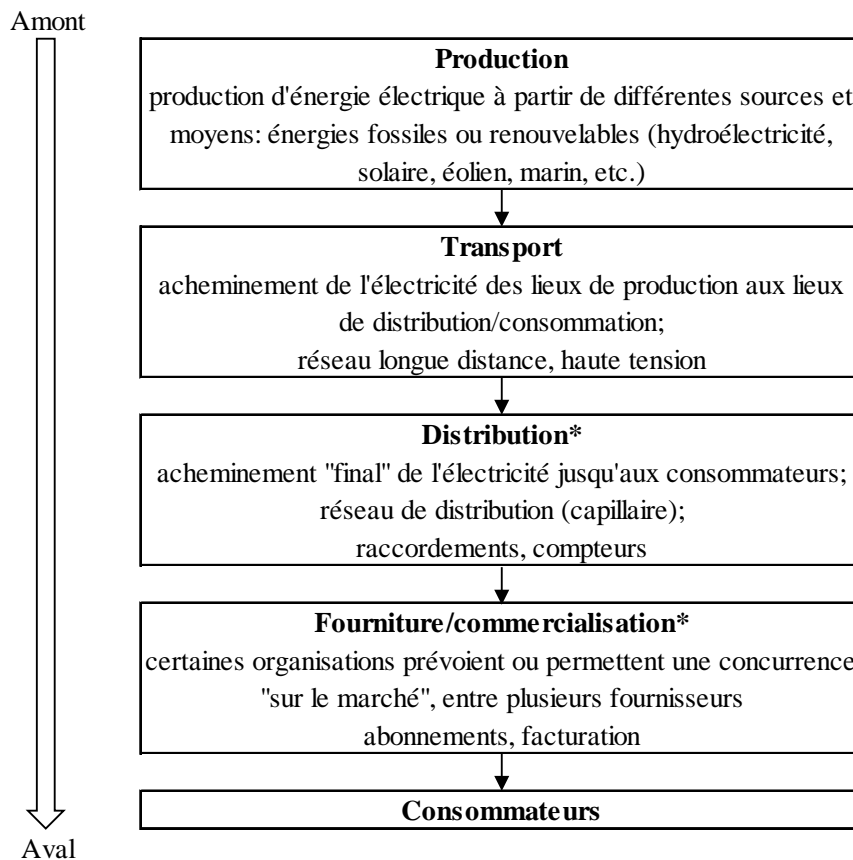 Amont
Production
production d'énergie électrique à partir de différentes sources et
moyens: énergies fossiles ou renouvelables (hydroélectricité,
solaire, éolien, marin, etc.)
Transport
acheminement de l'électricité des lieux de production aux lieux
de distribution/consommation;
réseau longue distance, haute tension
Distribution*
acheminement "final" de l'électricité jusqu'aux consommateurs;
réseau de distribution (capillaire);
raccordements, compteurs
Fourniture/commercialisation*
certaines organisations prévoient ou permettent une concurrence
"sur le marché", entre plusieurs fournisseurs
abonnements, facturation
Consommateurs
Aval